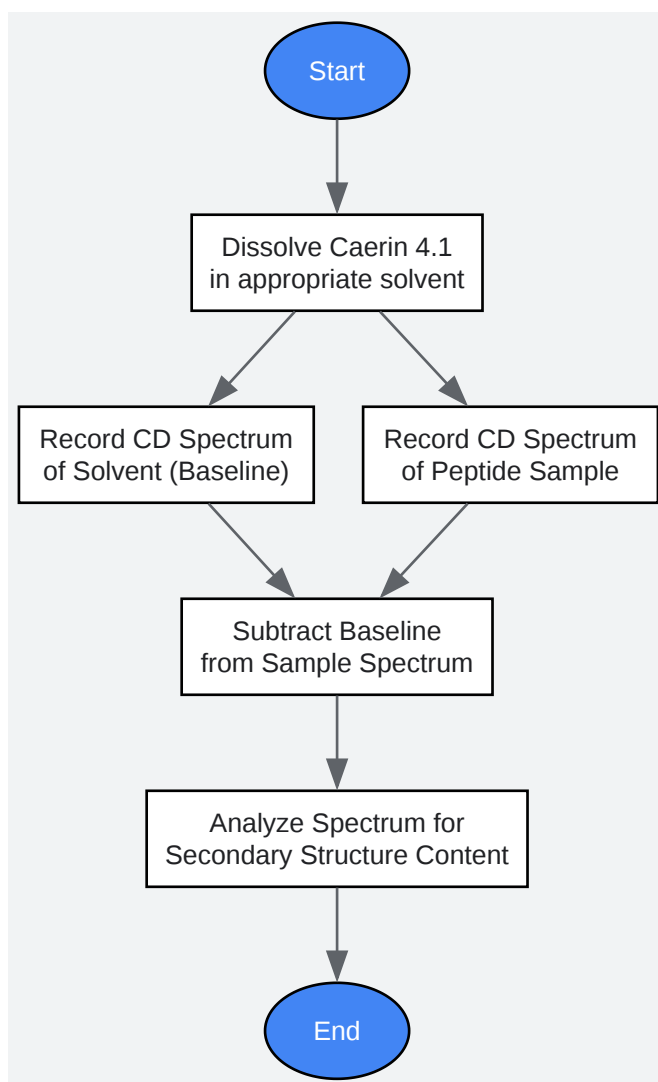 Start
Dissolve Caerin 4.1
in appropriate solvent
Record CD Spectrum
of Solvent (Baseline)
Record CD Spectrum
of Peptide Sample
Subtract Baseline
from Sample Spectrum
Analyze Spectrum for
Secondary Structure Content
End